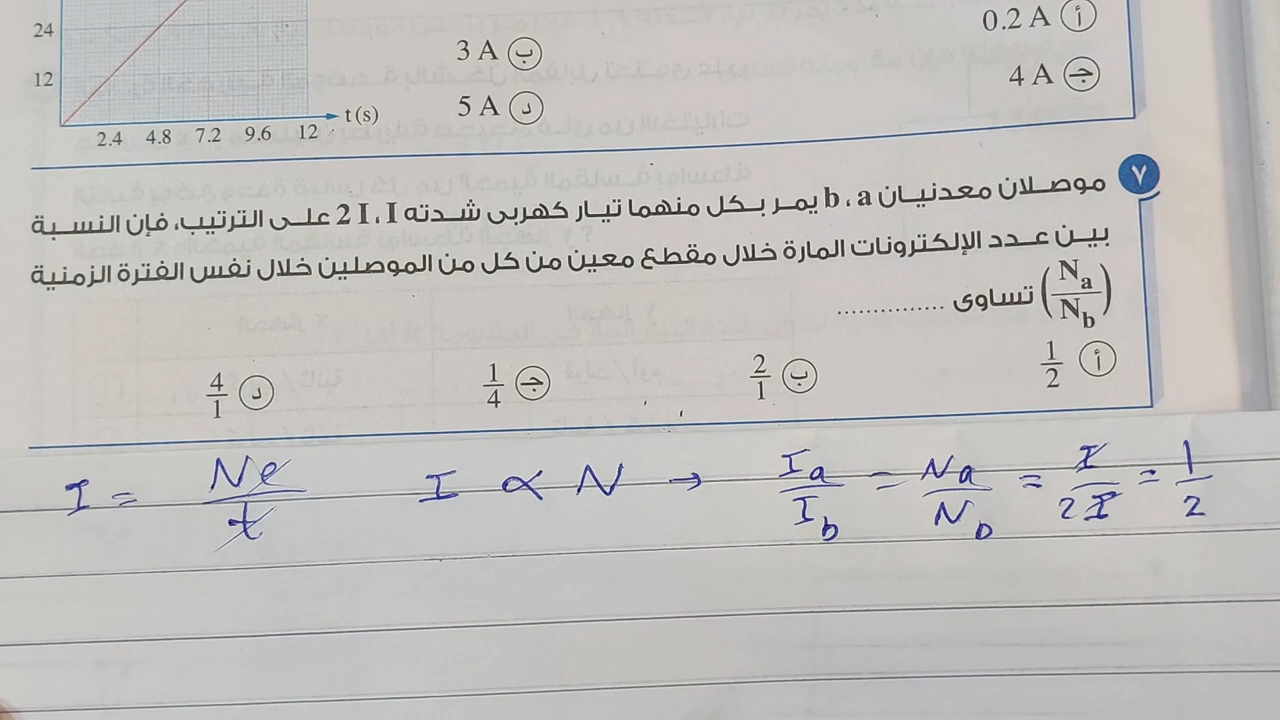 24
12
2.4 4.8 7.2 9.6 12 t (s)
أ 0.2 A
ب 3 A
ج 4 A
د 5 A
٧ موصلان معدنيان b ، a يمر بكل منهما تيار كهربى شدته 2 I ، I على الترتيب، فإن النسبة
بين عدد الإلكترونات المارة خلال مقطع معين من كل من الموصلين خلال نفس الفترة الزمنية
(Na/Nb) تساوى ...............
أ 1/2 ب 2/1 ج 1/4 د 4/1
I = Ne/t I ∝ N → Ia/Ib = Na/Nb = I/2I = 1/2